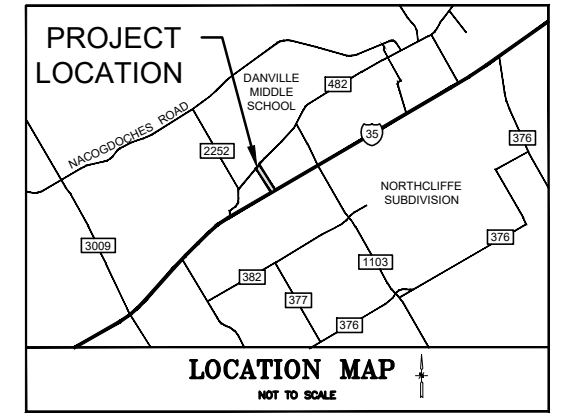 PROJECT
LOCATION
DANVILLE
MIDDLE
SCHOOL
482
NACOGDOCHES ROAD
2252
35
376
NORTHCLIFFE
SUBDIVISION
3009
376
1103
382
377
376
LOCATION MAP
NOT TO SCALE